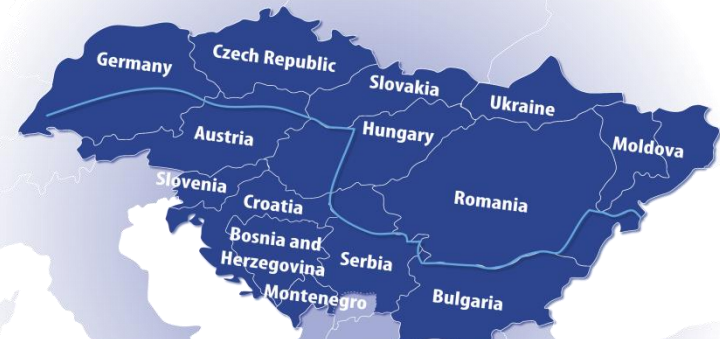 Germany
Czech Republic
Slovakia
Ukraine
Austria
Hungary
Moldova
Slovenia
Croatia
Romania
Bosnia and
Herzegovina
Serbia
Montenegro
Bulgaria